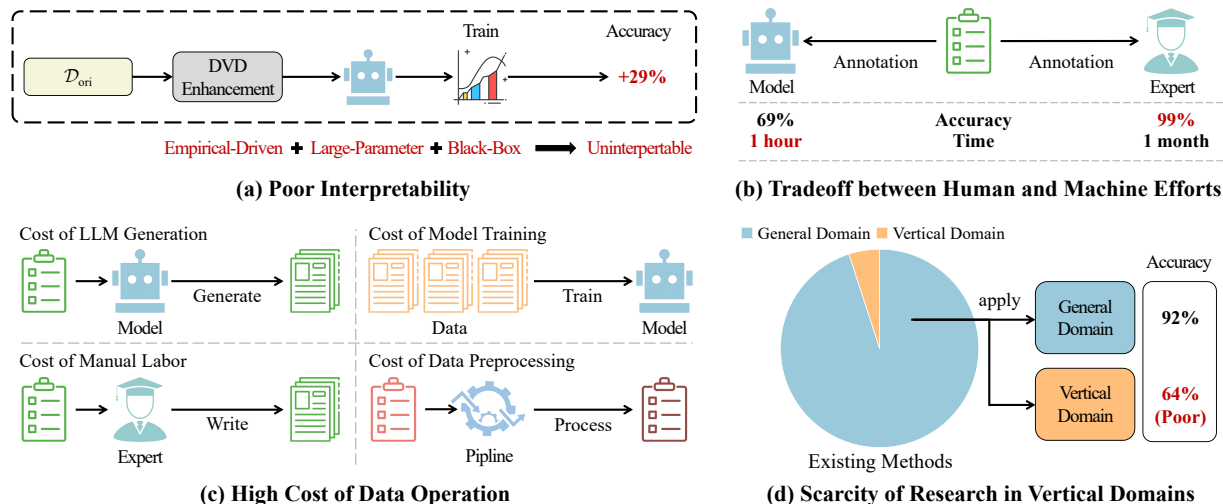 Train
Accuracy
𝒟ori
DVD
Enhancement
+29%
Empirical-Driven + Large-Parameter + Black-Box Uninterpertable
(a) Poor Interpretability
Annotation
Annotation
Model
Expert
69%
Accuracy
99%
1 hour
Time
1 month
(b) Tradeoff between Human and Machine Efforts
Cost of LLM Generation
Generate
Model
Cost of Model Training
Train
Data
Model
Cost of Manual Labor
Write
Expert
Cost of Data Preprocessing
Process
Pipline
(c) High Cost of Data Operation
General Domain
Vertical Domain
Accuracy
apply
General
Domain
92%
Vertical
Domain
64%
(Poor)
Existing Methods
(d) Scarcity of Research in Vertical Domains